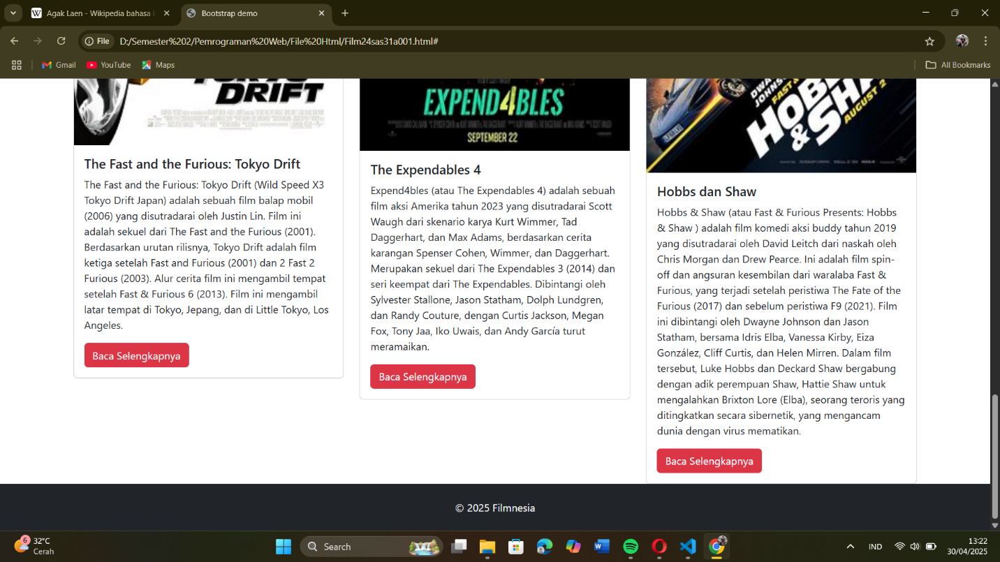 Agak Laen - Wikipedia bahasa
Bootstrap demo
File
D:/Semester%202/Pemrograman%20Web/File%20Html/Film24sas31a001.html#
Gmail
YouTube
Maps
All Bookmarks
DRIFT
EXPEND4BLES
SEPTEMBER 22
JOHNSON
FAST &
HOBBS
& SHAW
AUGUST 2
The Fast and the Furious: Tokyo Drift
The Fast and the Furious: Tokyo Drift (Wild Speed X3
Tokyo Drift Japan) adalah sebuah film balap mobil
(2006) yang disutradarai oleh Justin Lin. Film ini
adalah sekuel dari The Fast and the Furious (2001).
Berdasarkan urutan rilisnya, Tokyo Drift adalah film
ketiga setelah Fast and Furious (2001) dan 2 Fast 2
Furious (2003). Alur cerita film ini mengambil tempat
setelah Fast & Furious 6 (2013). Film ini mengambil
latar tempat di Tokyo, Jepang, dan di Little Tokyo, Los
Angeles.
Baca Selengkapnya
The Expendables 4
Expend4bles (atau The Expendables 4) adalah sebuah
film aksi Amerika tahun 2023 yang disutradarai Scott
Waugh dari skenario karya Kurt Wimmer, Tad
Daggerhart, dan Max Adams, berdasarkan cerita
karangan Spenser Cohen, Wimmer, dan Daggerhart.
Merupakan sekuel dari The Expendables 3 (2014) dan
seri keempat dari The Expendables. Dibintangi oleh
Sylvester Stallone, Jason Statham, Dolph Lundgren,
dan Randy Couture, dengan Curtis Jackson, Megan
Fox, Tony Jaa, Iko Uwais, dan Andy García turut
meramaikan.
Baca Selengkapnya
Hobbs dan Shaw
Hobbs & Shaw (atau Fast & Furious Presents: Hobbs
& Shaw ) adalah film komedi aksi buddy tahun 2019
yang disutradarai oleh David Leitch dari naskah oleh
Chris Morgan dan Drew Pearce. Ini adalah film spin-
off dan angsuran kesembilan dari waralaba Fast &
Furious, yang terjadi setelah peristiwa The Fate of the
Furious (2017) dan sebelum peristiwa F9 (2021). Film
ini dibintangi oleh Dwayne Johnson dan Jason
Statham, bersama Idris Elba, Vanessa Kirby, Eiza
González, Cliff Curtis, dan Helen Mirren. Dalam film
tersebut, Luke Hobbs dan Deckard Shaw bergabung
dengan adik perempuan Shaw, Hattie Shaw untuk
mengalahkan Brixton Lore (Elba), seorang teroris yang
ditingkatkan secara sibernetik, yang mengancam
dunia dengan virus mematikan.
Baca Selengkapnya
© 2025 Filmnesia
6
32°C
Cerah
Search
IND
13:22
30/04/2025